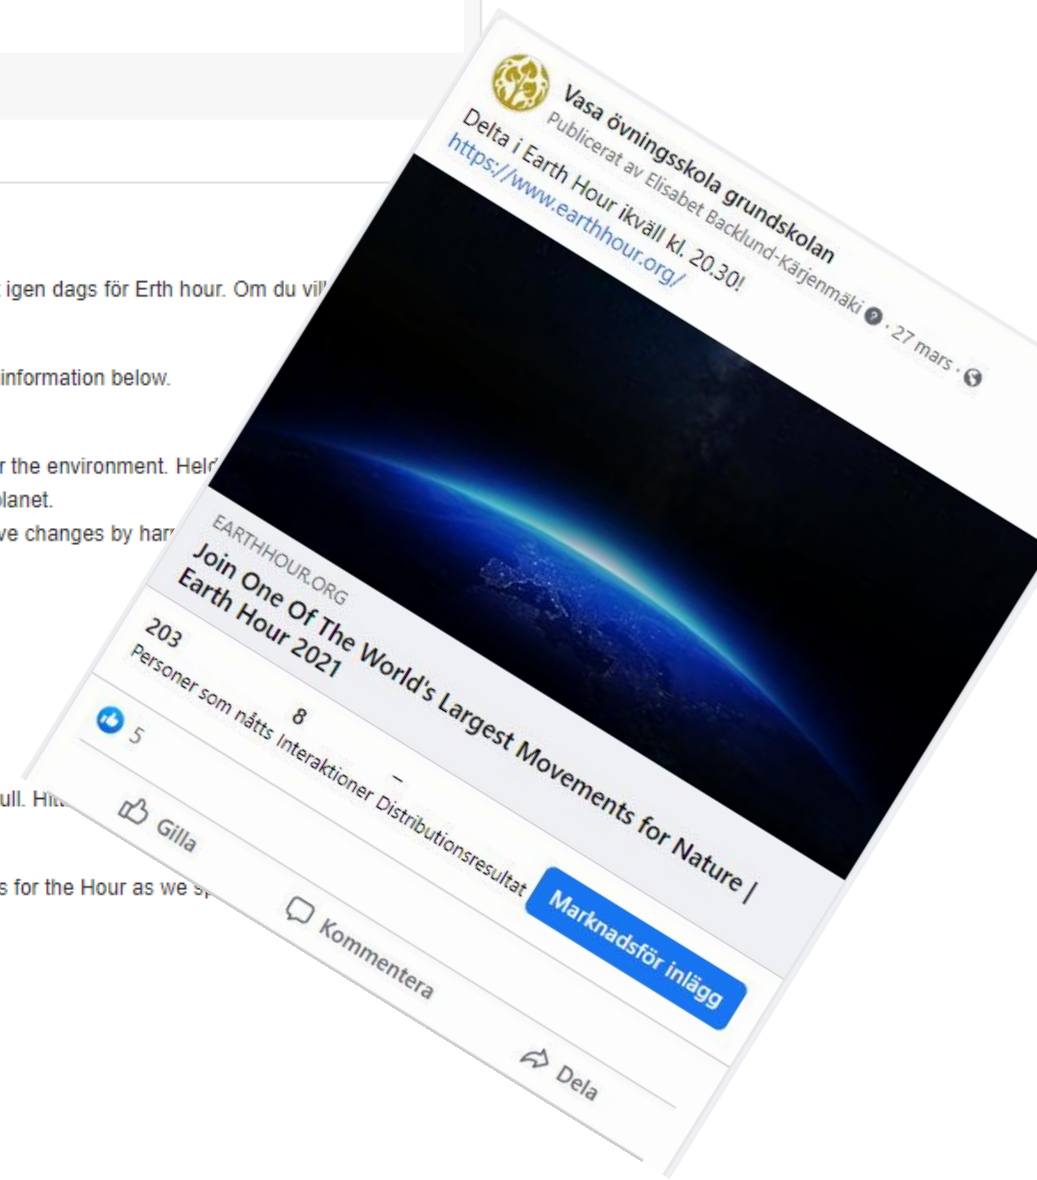 igen dags för Erth hour. Om du vill
information below.
r the environment. Held
lanet.
ve changes by har
ull.
s for the Hour as we
Vasa övningsskola grundskolan
Publicerat av Elisabet Backlund-Kärjenmäki · 27 mars ·
Delta i Earth Hour ikväll kl. 20.30!
https://www.earthhour.org/
EARTHHOUR.ORG
Join One Of The World's Largest Movements for Nature |
Earth Hour 2021
203
Personer som nåtts
8
Interaktioner
–
Distributionsresultat
Marknadsför inlägg
5
Gilla
Kommentera
Dela